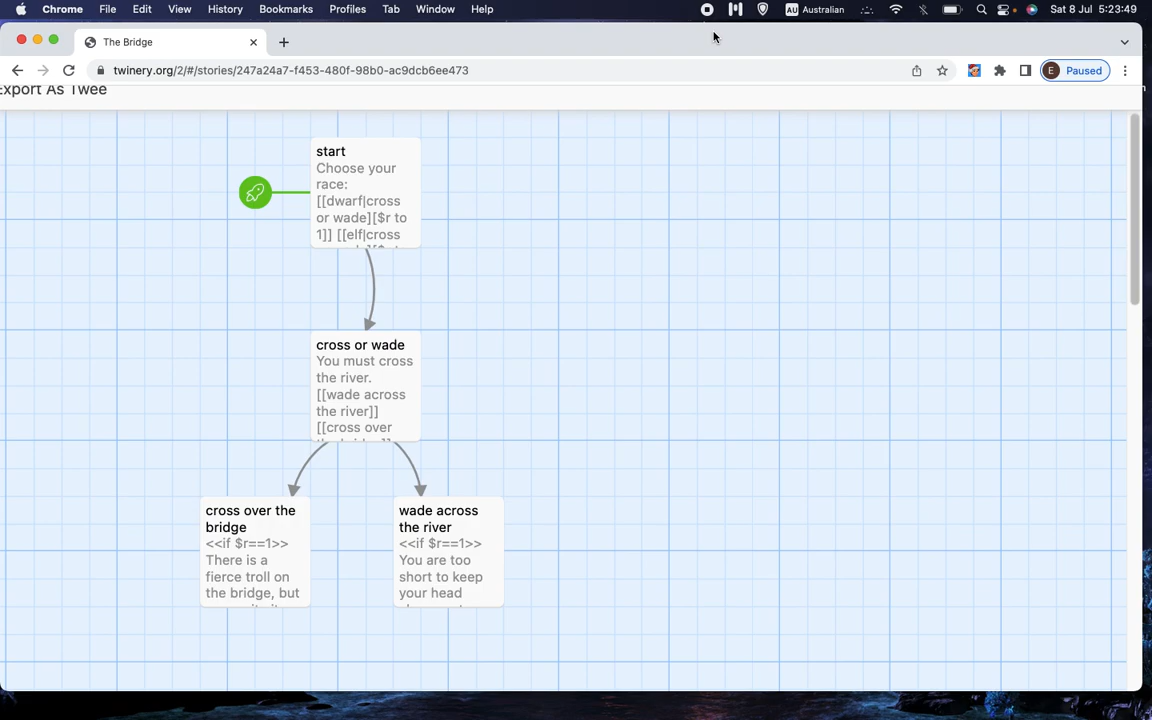 Chrome File Edit View History Bookmarks Profiles Tab Window Help AU Australian Sat 8 Jul 5:23:49
The Bridge
twinery.org/2/#/stories/247a24a7-f453-480f-98b0-ac9dcb6ee473 E Paused
Export As Twee
start
Choose your
race:
[[dwarf|cross
or wade][$r to
1]] [[elf|cross
cross or wade
You must cross
the river.
[[wade across
the river]]
[[cross over
cross over the
bridge
<<if $r==1>>
There is a
fierce troll on
the bridge, but
wade across
the river
<<if $r==1>>
You are too
short to keep
your head